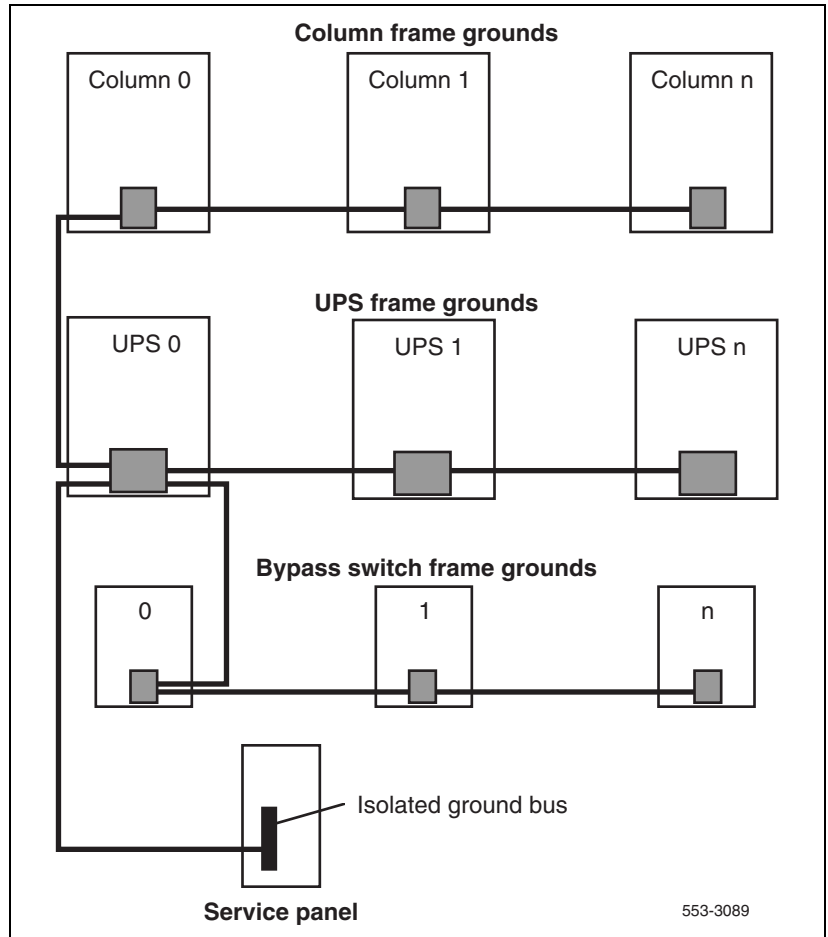 Column frame grounds
Column 0
Column 1
Column n
UPS frame grounds
UPS 0
UPS 1
UPS n
Bypass switch frame grounds
0
1
n
Isolated ground bus
Service panel
553-3089